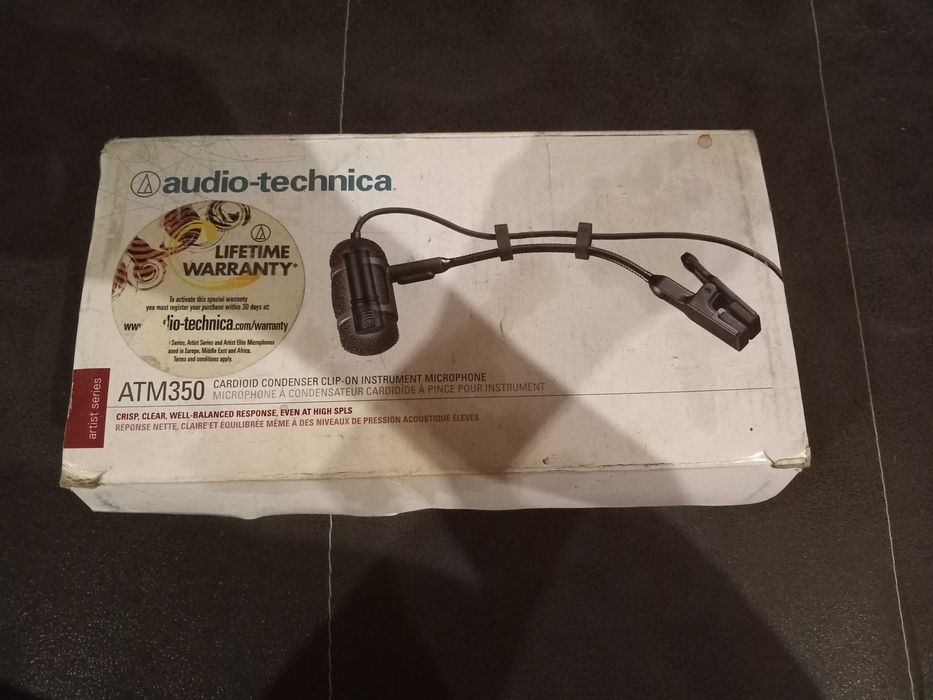 audio-technica
LIFETIME
WARRANTY*
To activate this special warranty
you must register your purchase within 30 days at:
io-technica.com/warranty
Series, Artist Series and Artist Elite Microphones
in Europe, Middle East and Africa.
Terms and conditions apply.
artist series
ATM350
CARDIOID CONDENSER CLIP-ON INSTRUMENT MICROPHONE
MICROPHONE À CONDENSATEUR CARDIOÏDE À PINCE POUR INSTRUMENT
CRISP, CLEAR, WELL-BALANCED RESPONSE, EVEN AT HIGH SPLS
RÉPONSE NETTE, CLAIRE ET ÉQUILIBRÉE MÊME À DES NIVEAUX DE PRESSION ACOUSTIQUE ÉLEVÉS